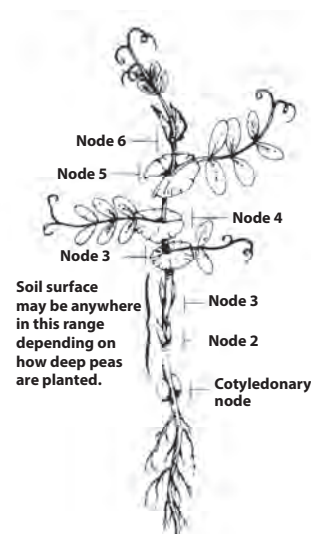 Node 6
Node 5
Node 4
Node 3
Soil surface
may be anywhere
in this range
depending on
how deep peas
are planted.
Node 3
Node 2
Cotyledonary
node